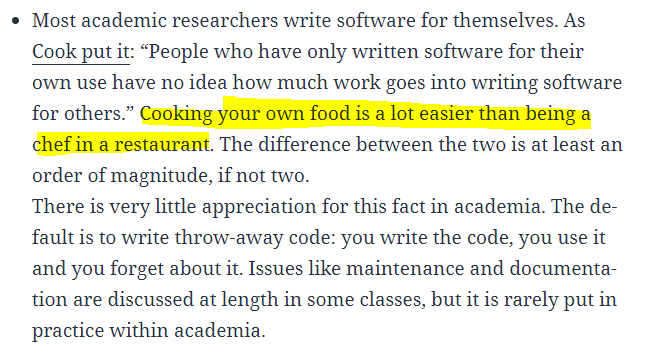 • Most academic researchers write software for themselves. As
Cook put it: “People who have only written software for their
own use have no idea how much work goes into writing software
for others.” Cooking your own food is a lot easier than being a
chef in a restaurant. The difference between the two is at least an
order of magnitude, if not two.
There is very little appreciation for this fact in academia. The de-
fault is to write throw-away code: you write the code, you use it
and you forget about it. Issues like maintenance and documenta-
tion are discussed at length in some classes, but it is rarely put in
practice within academia.